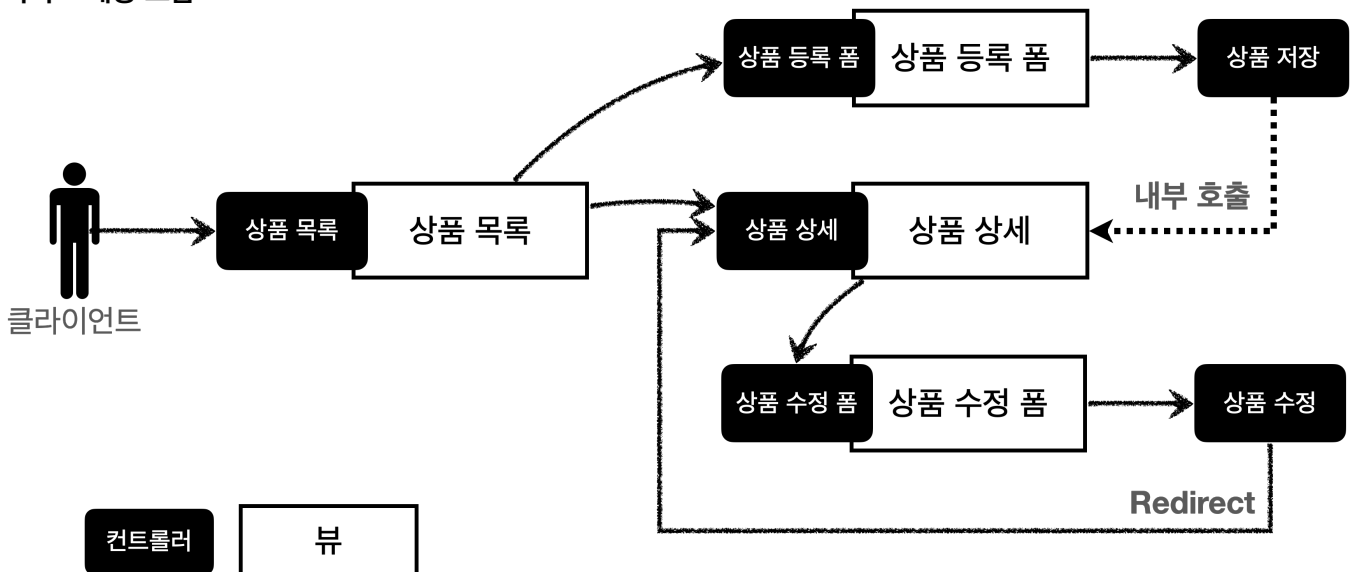 상품 등록 폼
상품 등록 폼
상품 저장
내부 호출
상품 목록
상품 목록
상품 상세
상품 상세
클라이언트
상품 수정 폼
상품 수정 폼
상품 수정
Redirect
컨트롤러
뷰